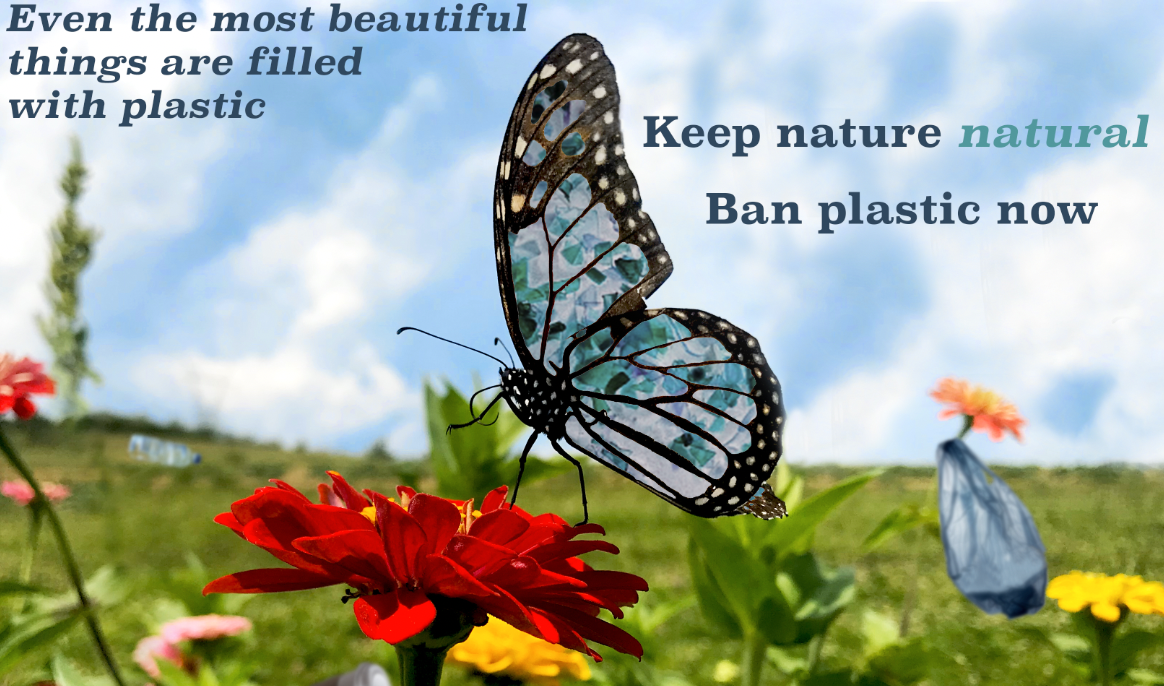 Even the most beautiful
things are filled
with plastic
Keep nature natural
Ban plastic now